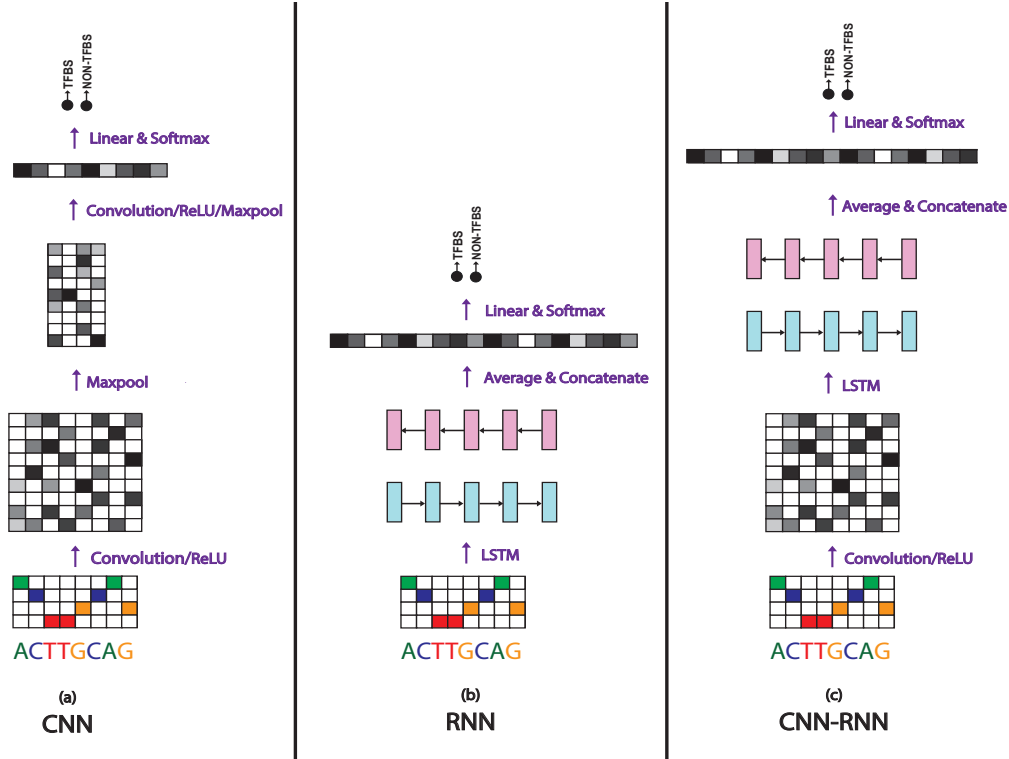 TFBS
NON-TFBS
Linear & Softmax
Convolution/ReLU/Maxpool
Maxpool
Convolution/ReLU
ACTTGCAG
(a)
CNN
TFBS
NON-TFBS
Linear & Softmax
Average & Concatenate
LSTM
ACTTGCAG
(b)
RNN
TFBS
NON-TFBS
Linear & Softmax
Average & Concatenate
LSTM
Convolution/ReLU
ACTTGCAG
(c)
CNN-RNN